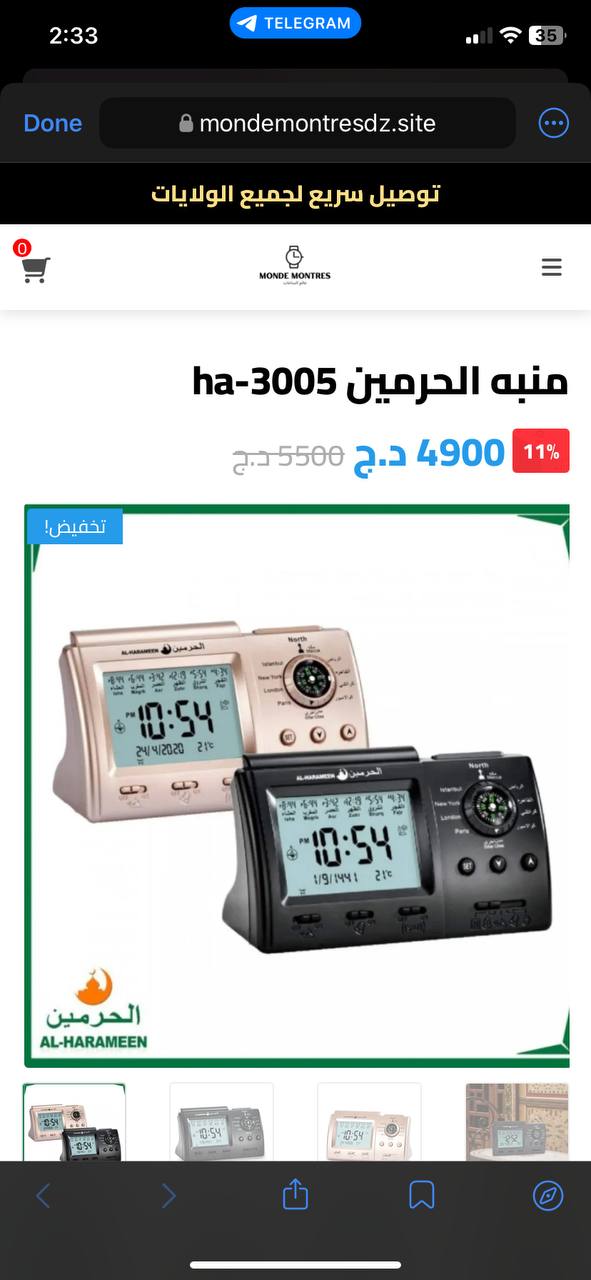 2:33
TELEGRAM
35
Done
mondemontresdz.site
توصيل سريع لجميع الولايات
0
MONDE MONTRES
منبه الحرمين ha-3005
11% 4900 د.ج 5500 د.ج
تخفيض!
AL-HARAMEEN الحرمين
North
Istanbul
New York
London
Paris
PM 10:54
24/4/2020 21°c
SET
AL-HARAMEEN الحرمين
North
Istanbul
New York
London
Paris
PM 10:54
1/9/1441 21°c
SET
الحرمين
AL-HARAMEEN